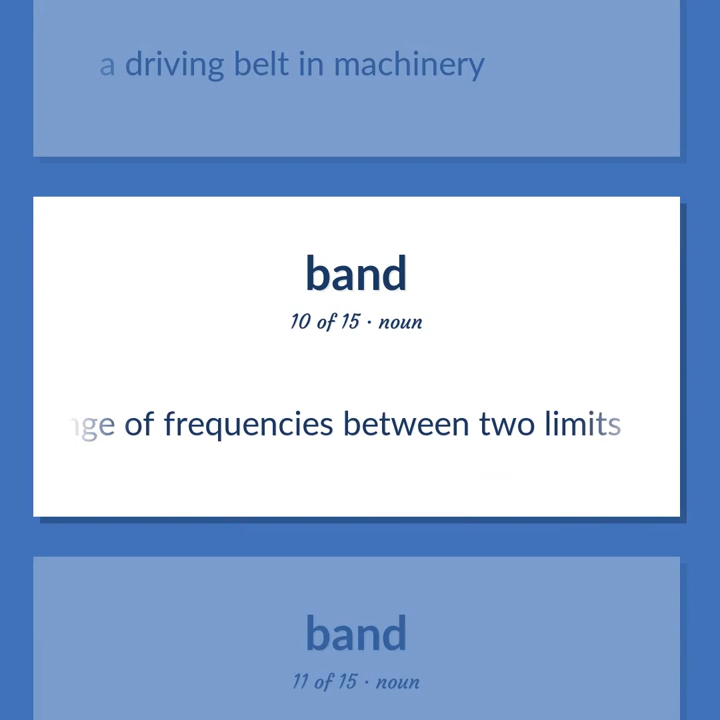 a driving belt in machinery
band
10 of 15 · noun
of frequencies between two limits
band
11 of 15 · noun